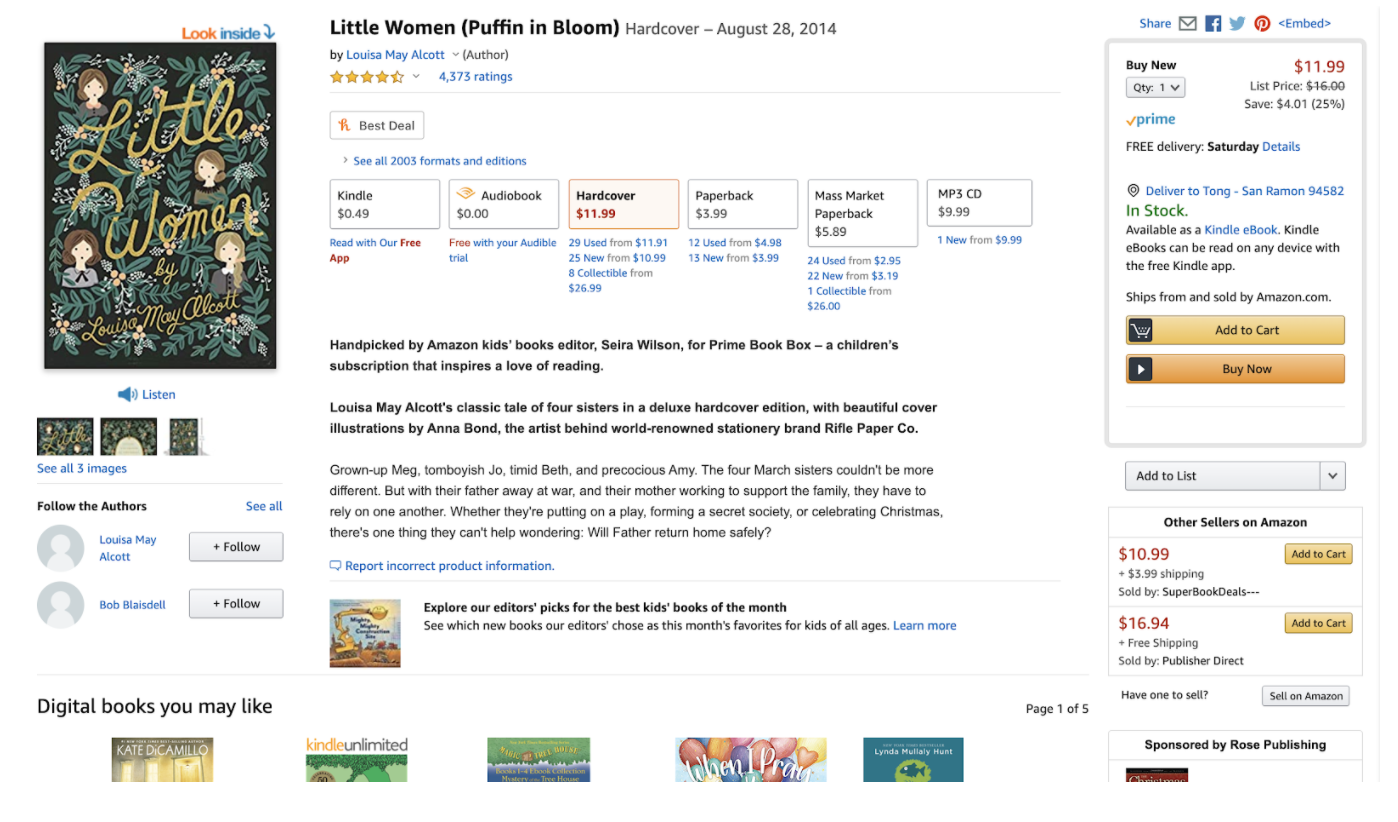 Look inside
Little Women by Louisa May Alcott
Listen
See all 3 images
Follow the Authors See all
Louisa May
Alcott
+ Follow
Bob Blaisdell
+ Follow
Little Women (Puffin in Bloom) Hardcover – August 28, 2014
by Louisa May Alcott (Author)
4,373 ratings
Best Deal
See all 2003 formats and editions
Kindle
$0.49
Read with Our Free
App
Audiobook
$0.00
Free with your Audible
trial
Hardcover
$11.99
29 Used from $11.91
25 New from $10.99
8 Collectible from
$26.99
Paperback
$3.99
12 Used from $4.98
13 New from $3.99
Mass Market
Paperback
$5.89
24 Used from $2.95
22 New from $3.19
1 Collectible from
$26.00
MP3 CD
$9.99
1 New from $9.99
Handpicked by Amazon kids' books editor, Seira Wilson, for Prime Book Box – a children's
subscription that inspires a love of reading.
Louisa May Alcott's classic tale of four sisters in a deluxe hardcover edition, with beautiful cover
illustrations by Anna Bond, the artist behind world-renowned stationery brand Rifle Paper Co.
Grown-up Meg, tomboyish Jo, timid Beth, and precocious Amy. The four March sisters couldn't be more
different. But with their father away at war, and their mother working to support the family, they have to
rely on one another. Whether they're putting on a play, forming a secret society, or celebrating Christmas,
there's one thing they can't help wondering: Will Father return home safely?
Report incorrect product information.
Mighty,
Mighty
Construction
Site
Explore our editors' picks for the best kids' books of the month
See which new books our editors' chose as this month's favorites for kids of all ages. Learn more
Share <Embed>
Buy New $11.99
Qty: 1 List Price: $16.00
Save: $4.01 (25%)
prime
FREE delivery: Saturday Details
Deliver to Tong - San Ramon 94582
In Stock.
Available as a Kindle eBook. Kindle
eBooks can be read on any device with
the free Kindle app.
Ships from and sold by Amazon.com.
Add to Cart
Buy Now
Add to List
Other Sellers on Amazon
$10.99 Add to Cart
+ $3.99 shipping
Sold by: SuperBookDeals---
$16.94 Add to Cart
+ Free Shipping
Sold by: Publisher Direct
Have one to sell? Sell on Amazon
Sponsored by Rose Publishing
Christmas
Digital books you may like Page 1 of 5
KATE DiCAMILLO
kindleunlimited
50
MAGIC TREE HOUSE
Books 1-4 Ebook Collection
Mystery of the Tree House
When I Pray
Lynda Mullaly Hunt